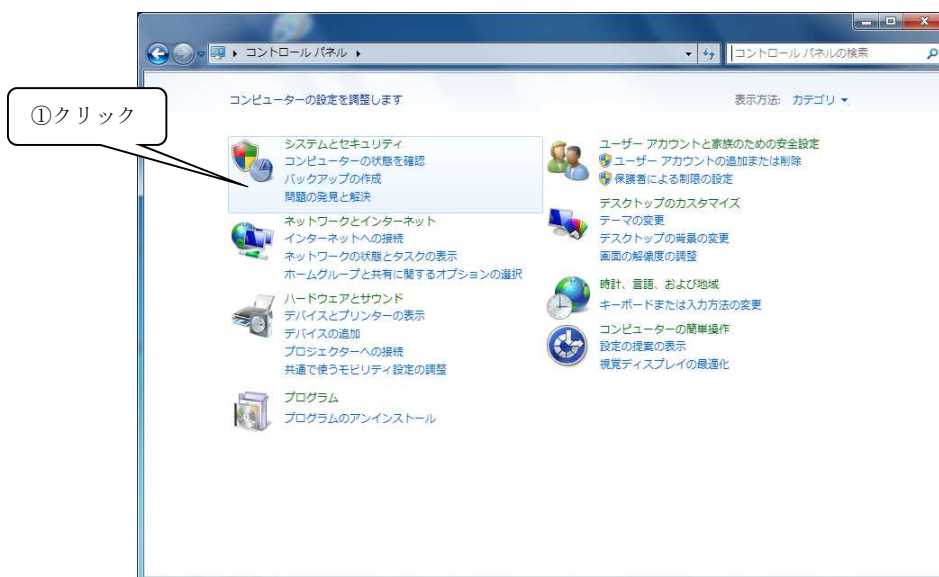 コントロール パネル
コントロール パネルの検索
①クリック
コンピューターの設定を調整します
表示方法: カテゴリ
システムとセキュリティ
コンピューターの状態を確認
バックアップの作成
問題の発見と解決
ネットワークとインターネット
インターネットへの接続
ネットワークの状態とタスクの表示
ホームグループと共有に関するオプションの選択
ハードウェアとサウンド
デバイスとプリンターの表示
デバイスの追加
プロジェクターへの接続
共通で使うモビリティ設定の調整
プログラム
プログラムのアンインストール
ユーザー アカウントと家族のための安全設定
ユーザー アカウントの追加または削除
保護者による制限の設定
デスクトップのカスタマイズ
テーマの変更
デスクトップの背景の変更
画面の解像度の調整
時計、言語、および地域
キーボードまたは入力方法の変更
コンピューターの簡単操作
設定の提案の表示
視覚ディスプレイの最適化